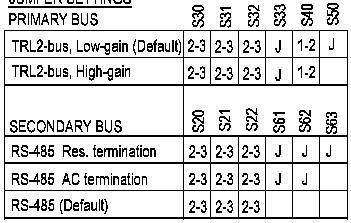 JUMPER SETTINGS
PRIMARY BUS S30 S31 S32 S33 S40 S50
TRL2-bus, Low-gain (Default) 2-3 2-3 2-3 J 1-2 J
TRL2-bus, High-gain 2-3 2-3 2-3 J 1-2
SECONDARY BUS S20 S21 S22 S61 S62 S63
RS-485 Res. termination 2-3 2-3 2-3 J J J
RS-485 AC termination 2-3 2-3 2-3 J J
RS-485 (Default) 2-3 2-3 2-3